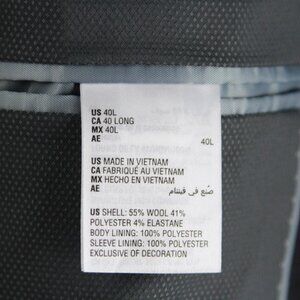 US 40L
CA 40 LONG
MX 40L
AE 40L
US MADE IN VIETNAM
CA FABRIQUÉ AU VIETNAM
MX HECHO EN VIETNAM
AE صنع في فيتنام
US SHELL: 55% WOOL 41%
POLYESTER 4% ELASTANE
BODY LINING: 100% POLYESTER
SLEEVE LINING: 100% POLYESTER
EXCLUSIVE OF DECORATION